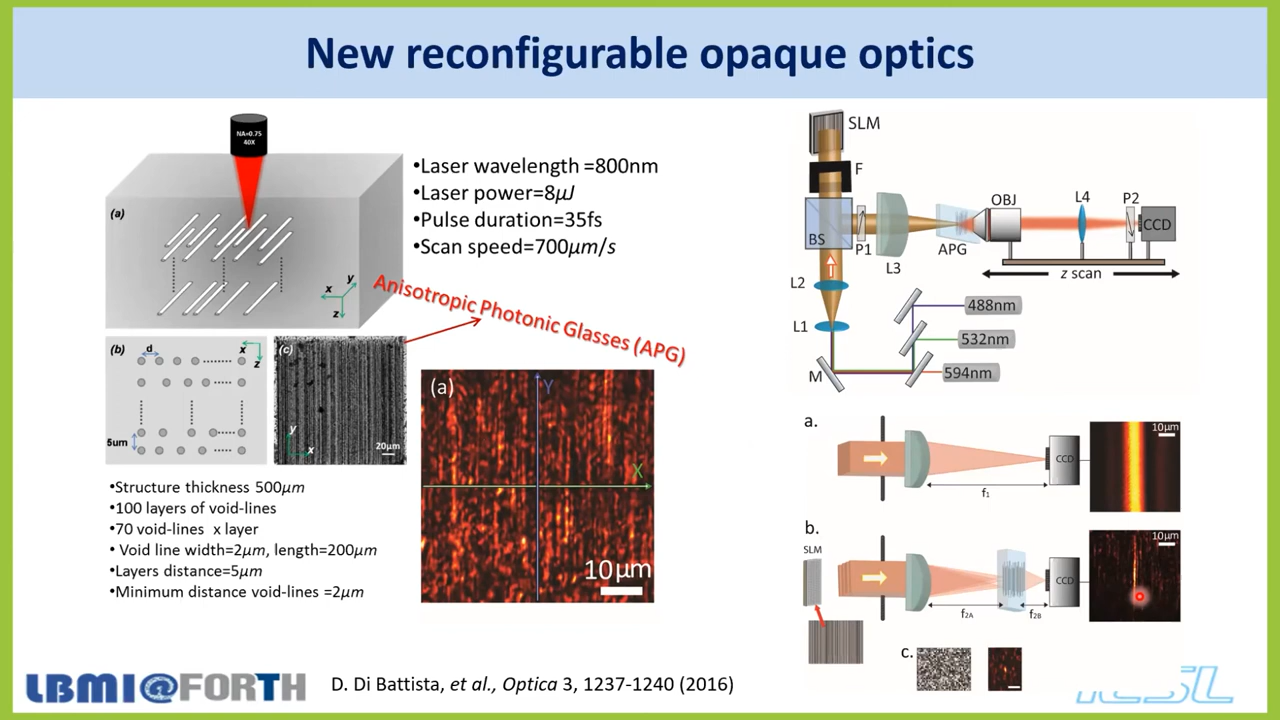 New reconfigurable opaque optics
NA=0.75
40X
(a)
x
y
z
•Laser wavelength =800nm
•Laser power=8μJ
•Pulse duration=35fs
•Scan speed=700μm/s
Anisotropic Photonic Glasses (APG)
(b)
d
x
z
5um
(c)
y
x
20μm
(a)
Y
X
10μm
•Structure thickness 500μm
•100 layers of void-lines
•70 void-lines x layer
• Void line width=2μm, length=200μm
•Layers distance=5μm
•Minimum distance void-lines =2μm
SLM
F
BS
P1
L3
APG
OBJ
L4
P2
CCD
z scan
L2
L1
M
488nm
532nm
594nm
a.
CCD
f1
10μm
b.
SLM
CCD
f2A
f2B
10μm
c.
LBMI@FORTH
D. Di Battista, et al., Optica 3, 1237-1240 (2016)